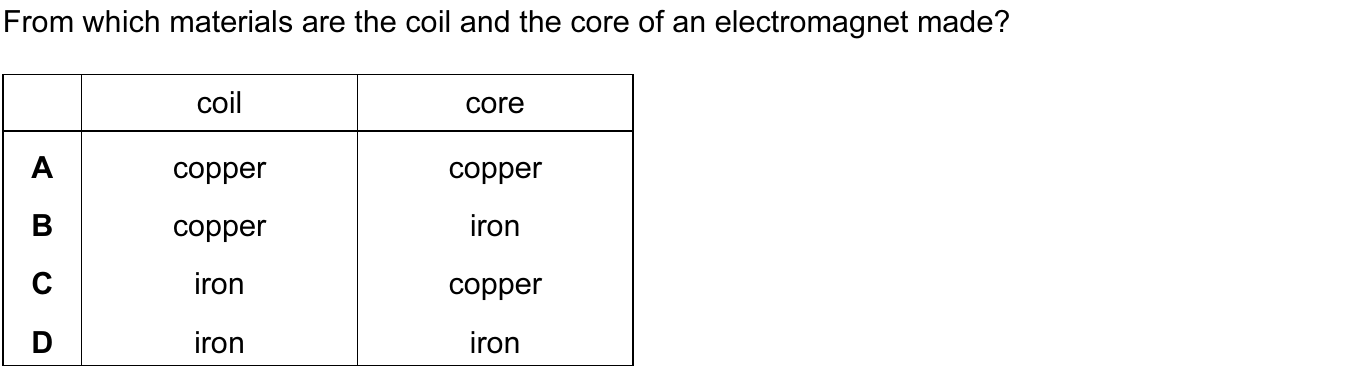 From which materials are the coil and the core of an electromagnet made?
coil core
A copper copper
B copper iron
C iron copper
D iron iron